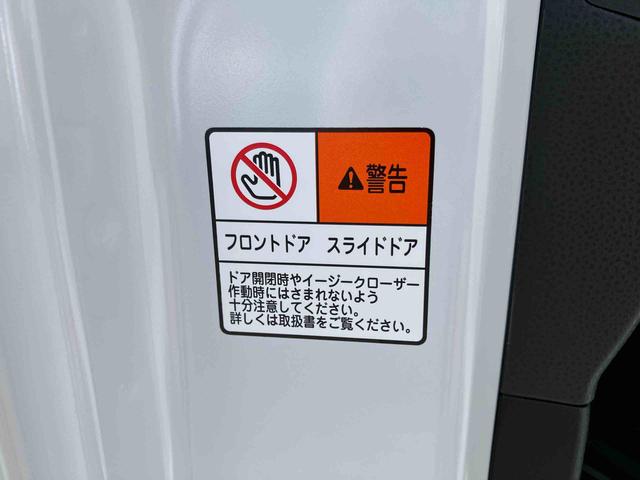 警告
フロントドア スライドドア
ドア開閉時やイージークローザー
作動時にはさまれないよう
十分注意してください。
詳しくは取扱書をご覧ください。